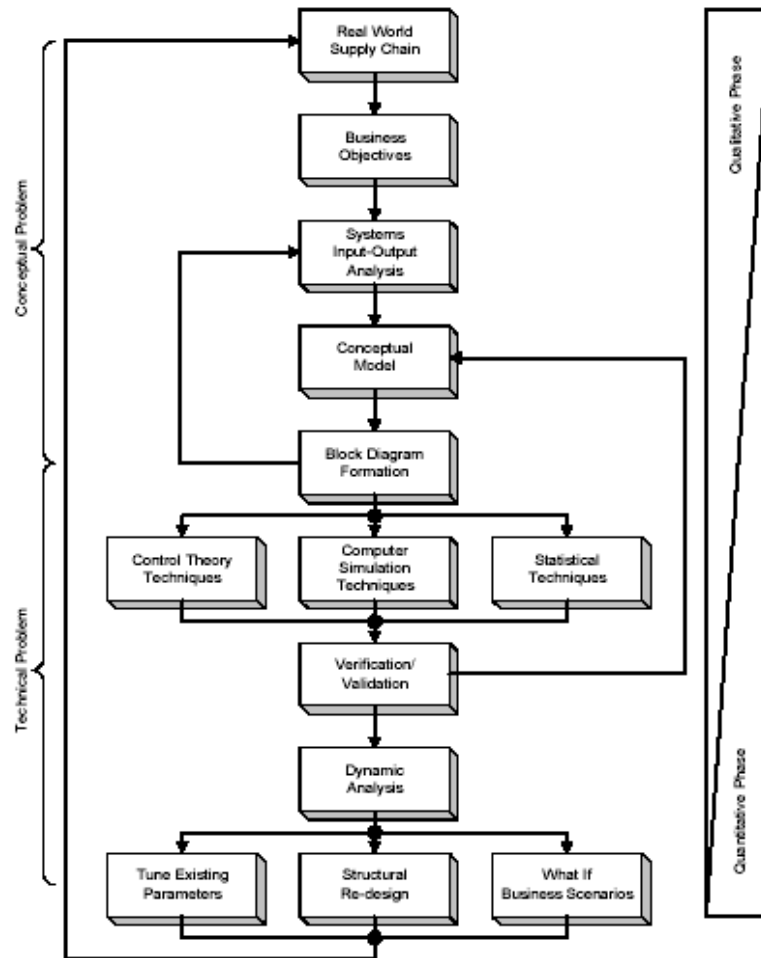 Real World
Supply Chain
Business
Objectives
Systems
Input-Output
Analysis
Conceptual
Model
Block Diagram
Formation
Control Theory
Techniques
Computer
Simulation
Techniques
Statistical
Techniques
Verification/
Validation
Dynamic
Analysis
Tune Existing
Parameters
Structural
Re-design
What If
Business Scenarios
Conceptual Problem
Technical Problem
Qualitative Phase
Quantitative Phase